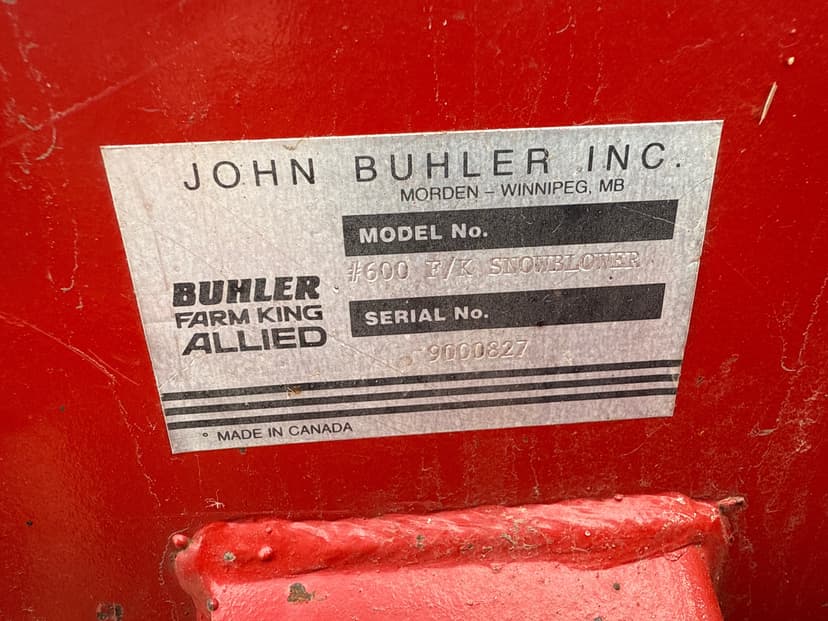 JOHN BUHLER INC.
MORDEN – WINNIPEG, MB
MODEL No.
#600 F/K SNOWBLOWER
BUHLER
FARM KING
ALLIED
SERIAL No.
9000827
° MADE IN CANADA